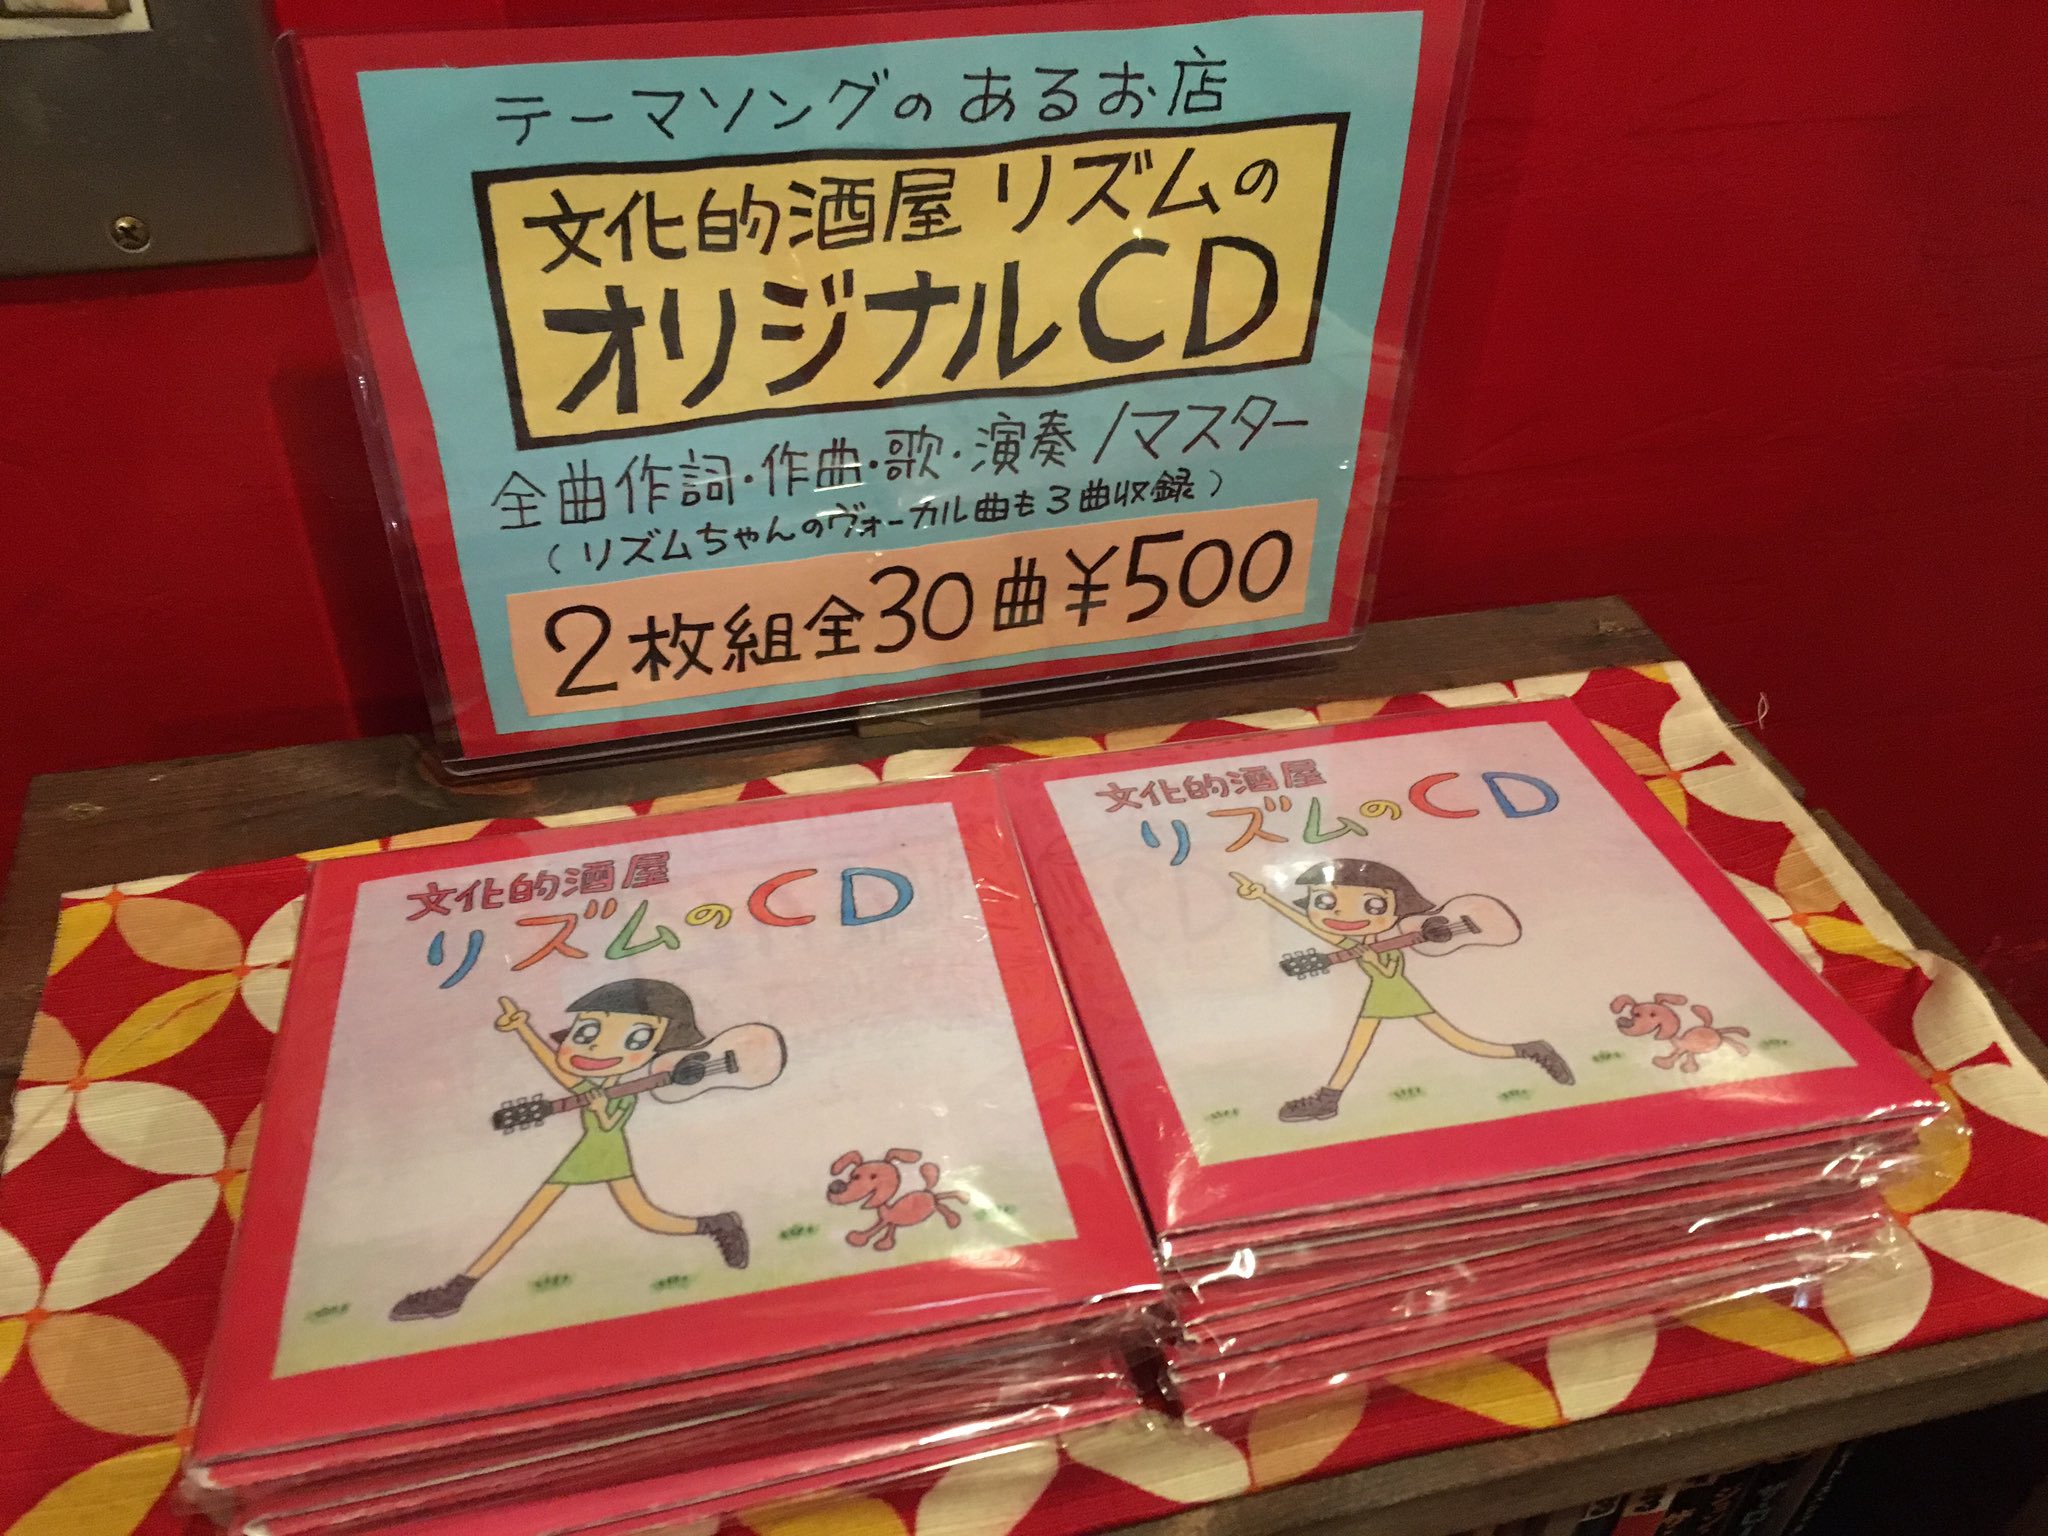 テーマソングのあるお店
文化的酒屋 リズムの
オリジナルCD
全曲作詞・作曲・歌・演奏/マスター
(リズムちゃんのヴォーカル曲も3曲収録)
2枚組全30曲¥500
文化的酒屋
リズムのCD
文化的酒屋
リズムのCD